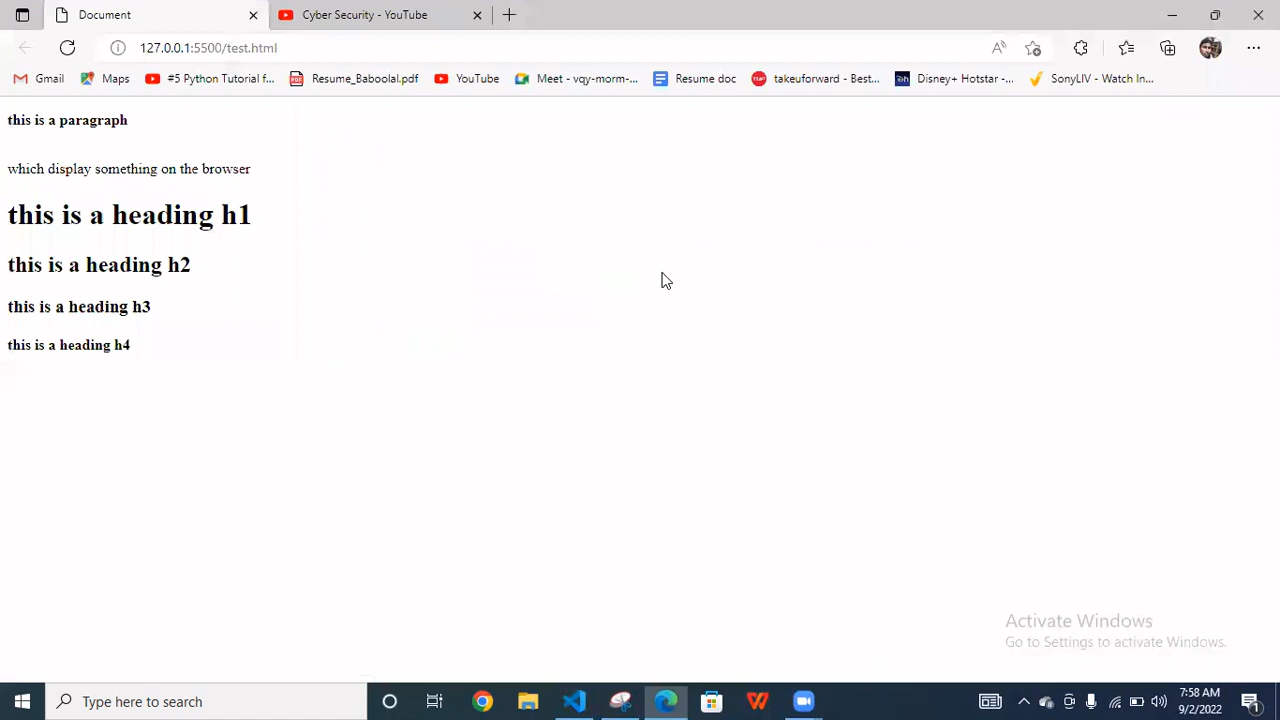 Document
Cyber Security - YouTube
127.0.0.1:5500/test.html
Gmail
Maps
#5 Python Tutorial f...
Resume_Baboolal.pdf
YouTube
Meet - vqy-morm-...
Resume doc
takeuforward - Best...
Disney+ Hotstar -...
SonyLIV - Watch In...
this is a paragraph
which display something on the browser
this is a heading h1
this is a heading h2
this is a heading h3
this is a heading h4
Activate Windows
Go to Settings to activate Windows.
Type here to search
7:58 AM
9/2/2022